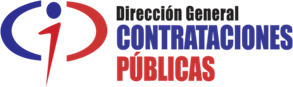 Dirección General
CONTRATACIONES
PÚBLICAS